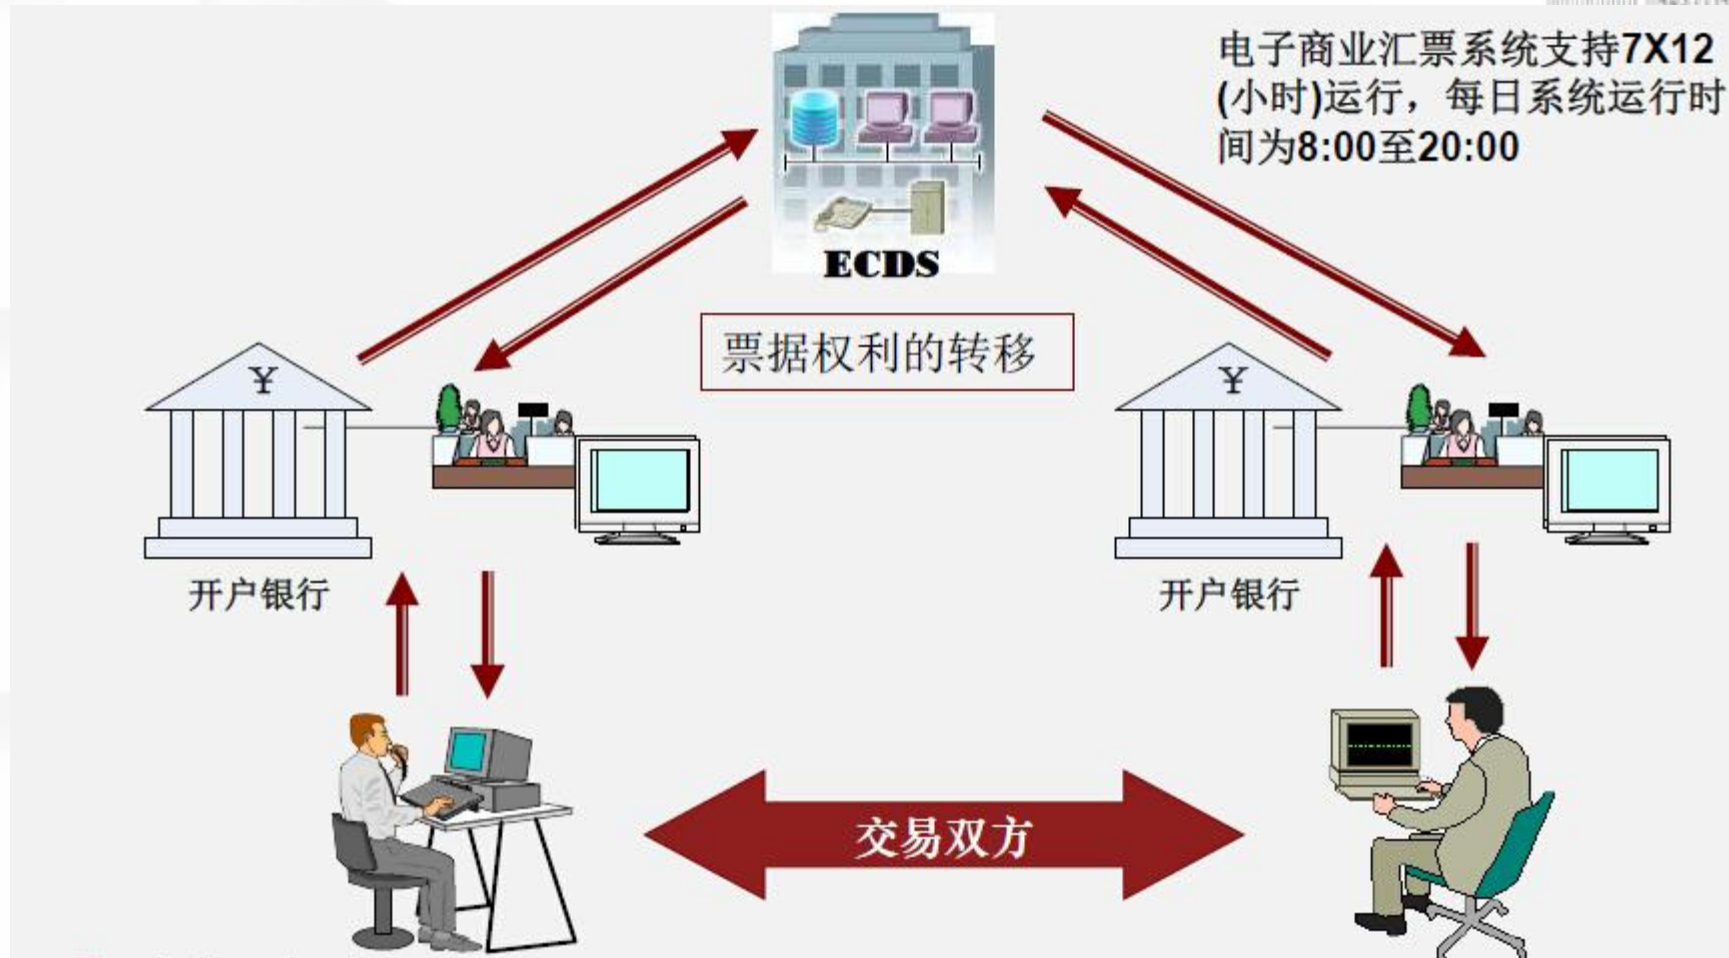 电子商业汇票系统支持7X12
(小时)运行，每日系统运行时
间为8:00至20:00
ECDS
票据权利的转移
¥
¥
开户银行
开户银行
交易双方